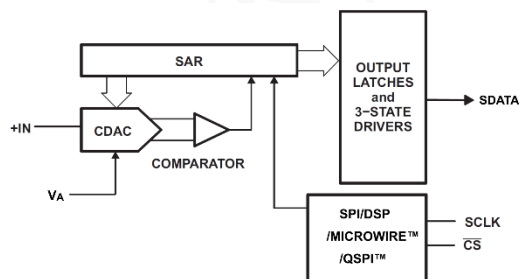 SAR
OUTPUT
LATCHES
and
3−STATE
DRIVERS
SDATA
+IN
CDAC
COMPARATOR
VA
SPI/DSP
/MICROWIRE™
/QSPI™
SCLK
CS